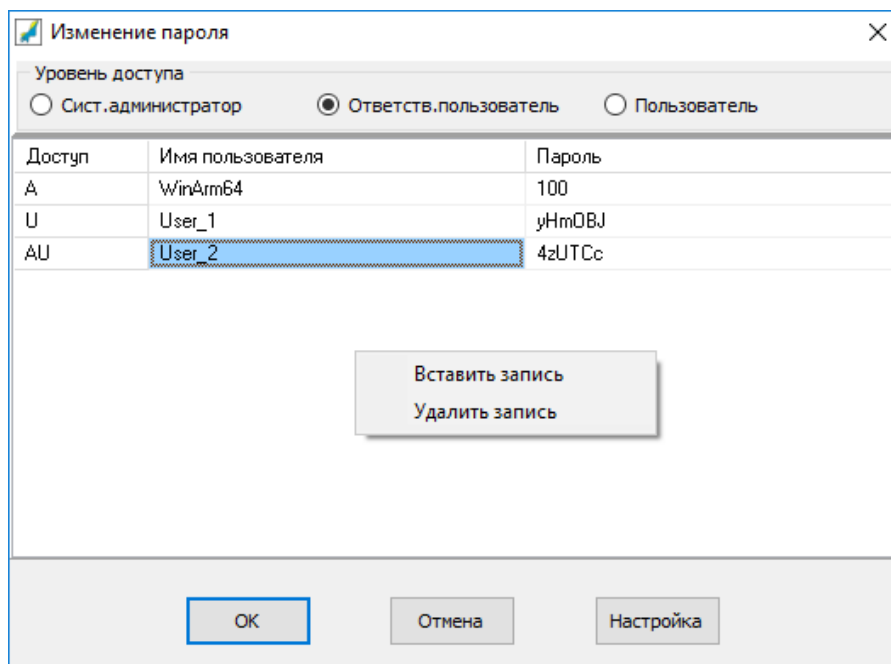 Изменение пароля
Уровень доступа
Сист.администратор Ответств.пользователь Пользователь
Доступ Имя пользователя Пароль
A WinArm64 100
U User_1 yHmOBJ
AU User_2 4zUTCc
Вставить запись
Удалить запись
OK Отмена Настройка